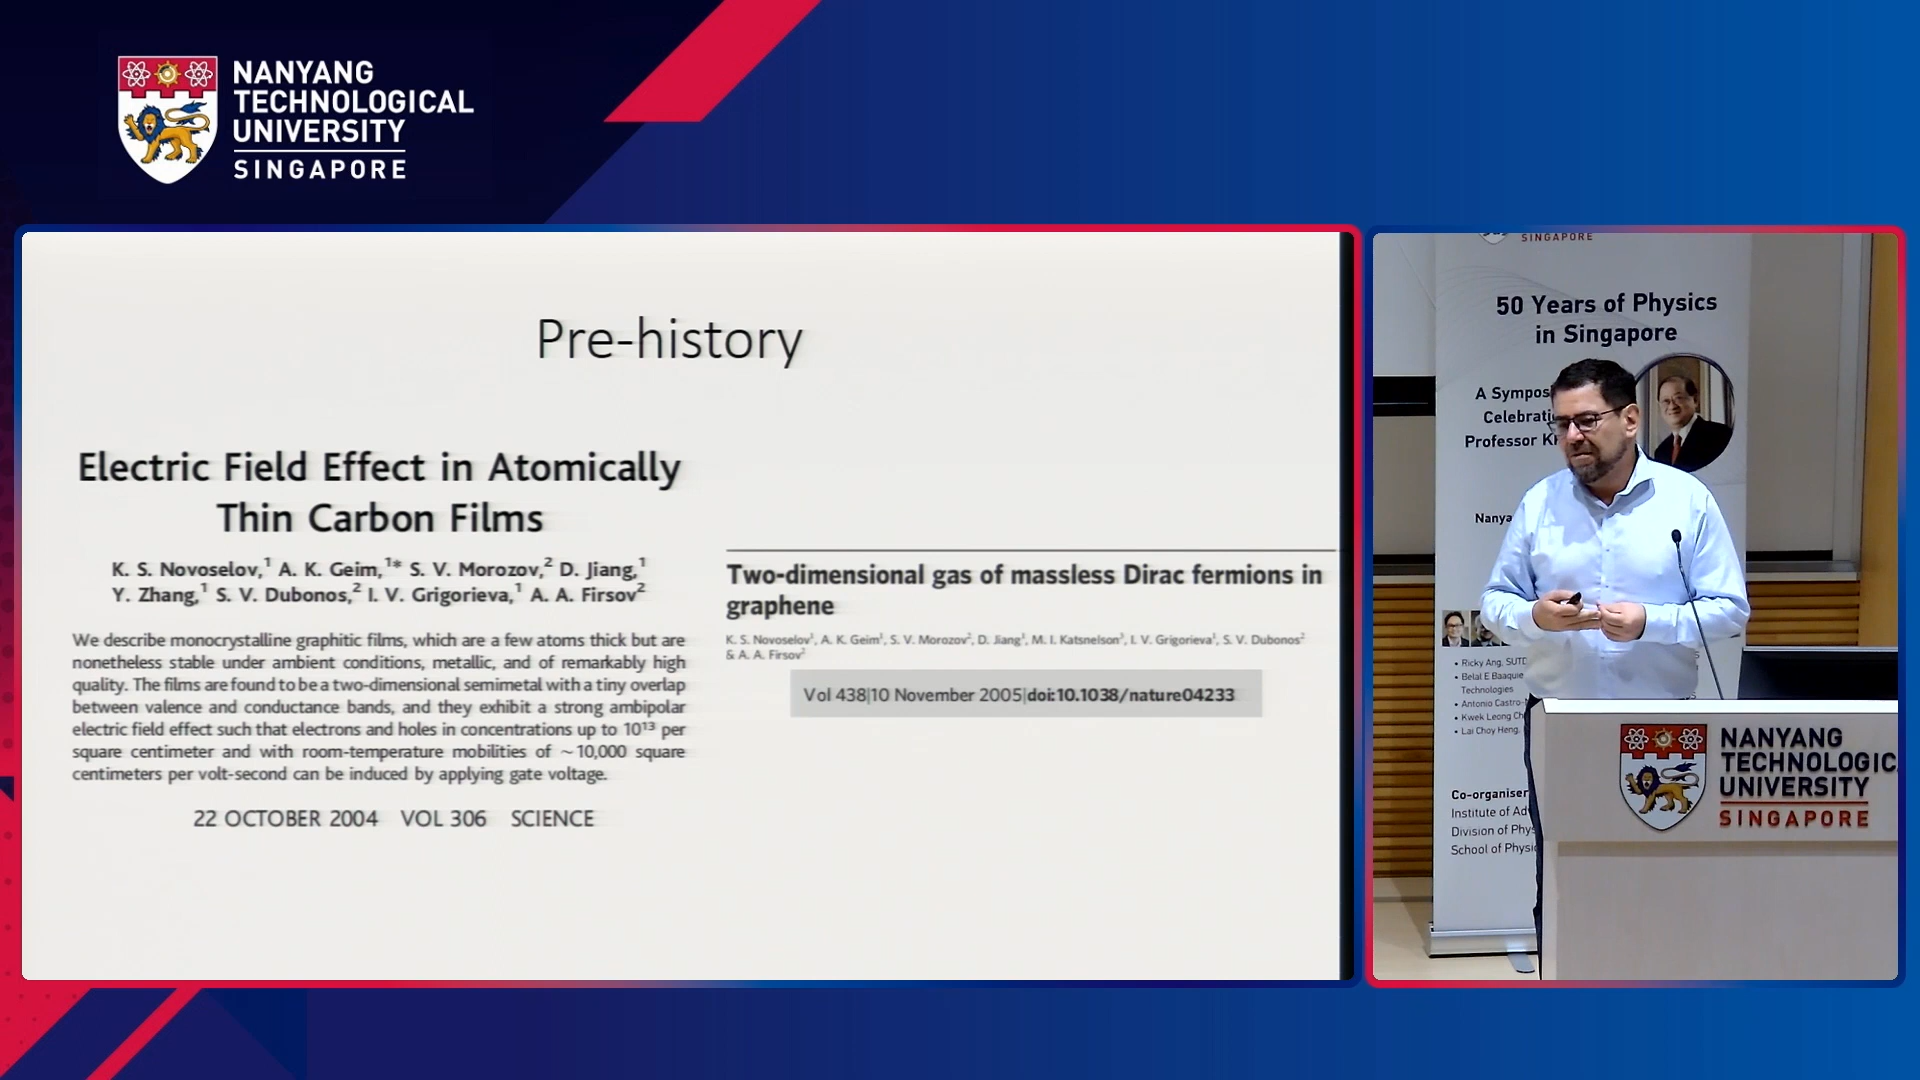 NANYANG
TECHNOLOGICAL
UNIVERSITY
SINGAPORE
Pre-history
Electric Field Effect in Atomically
Thin Carbon Films
K. S. Novoselov,¹ A. K. Geim,¹* S. V. Morozov,² D. Jiang,¹
Y. Zhang,¹ S. V. Dubonos,² I. V. Grigorieva,¹ A. A. Firsov²
We describe monocrystalline graphitic films, which are a few atoms thick but are
nonetheless stable under ambient conditions, metallic, and of remarkably high
quality. The films are found to be a two-dimensional semimetal with a tiny overlap
between valence and conductance bands, and they exhibit a strong ambipolar
electric field effect such that electrons and holes in concentrations up to 10¹³ per
square centimeter and with room-temperature mobilities of ~10,000 square
centimeters per volt-second can be induced by applying gate voltage.
22 OCTOBER 2004 VOL 306 SCIENCE
Two-dimensional gas of massless Dirac fermions in
graphene
K. S. Novoselov¹, A. K. Geim¹, S. V. Morozov², D. Jiang¹, M. I. Katsnelson³, I. V. Grigorieva¹, S. V. Dubonos²
& A. A. Firsov²
Vol 438|10 November 2005|doi:10.1038/nature04233
SINGAPORE
50 Years of Physics
in Singapore
A Sympos
Celebrati
Professor
Nanya
• Ricky Ang, SUTD
• Belal E Baaquie
Technologies
• Antonio Castro-
• Kwek Leong Ch
• Lai Choy Heng,
Co-organiser
Institute of Ad
Division of Phys
School of Physi
NANYANG
TECHNOLOGIC
UNIVERSITY
SINGAPORE